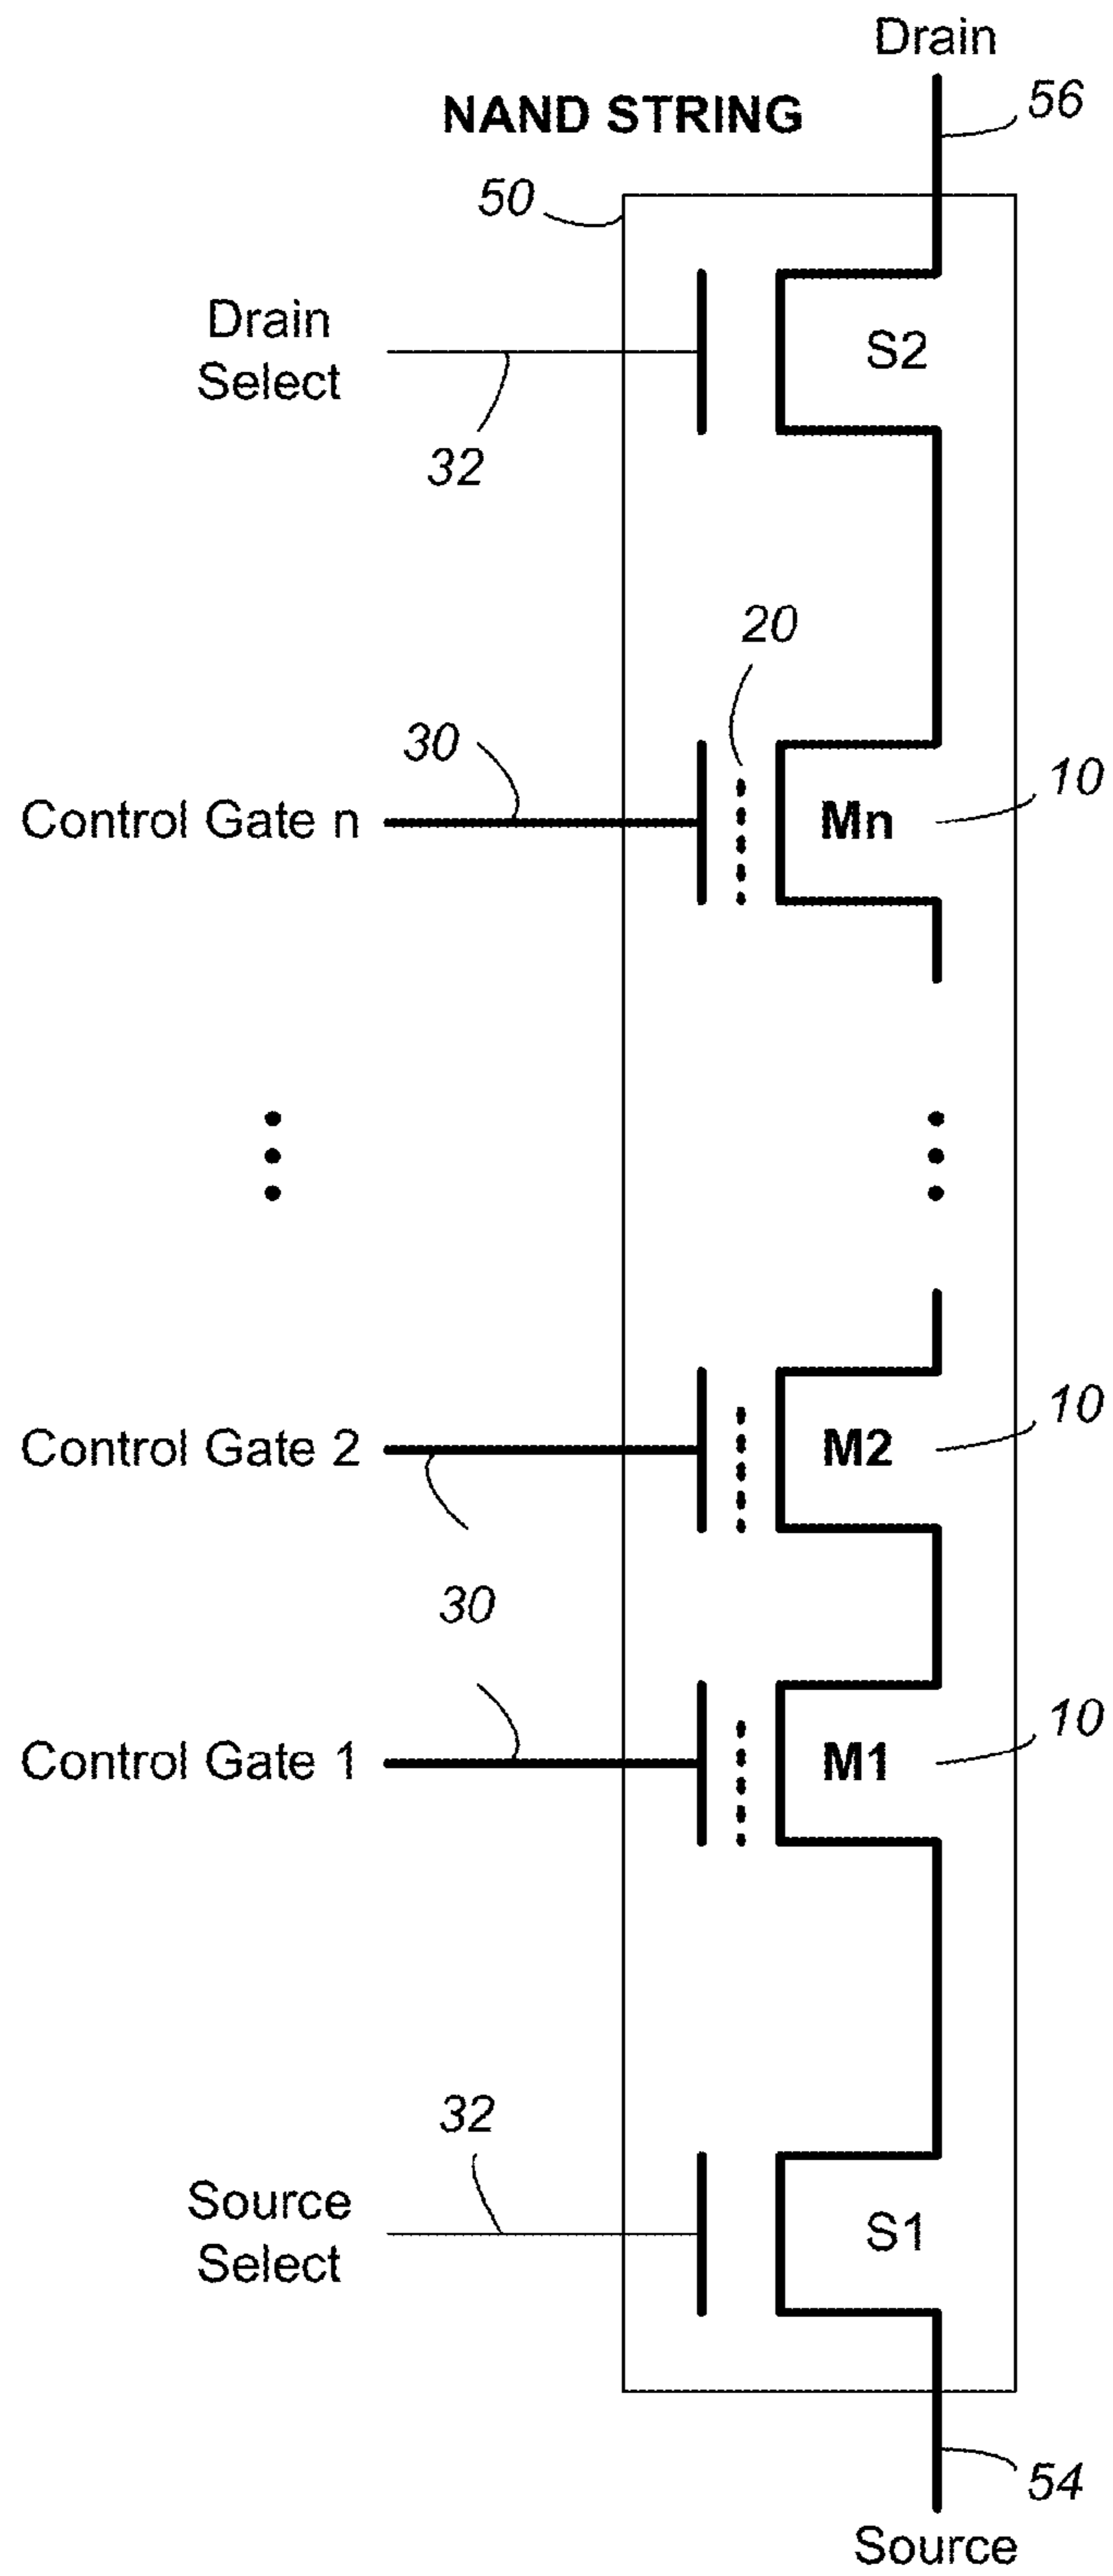 Drain
56
NAND STRING
50
Drain
Select
S2
32
20
30
10
Control Gate n
Mn
10
Control Gate 2
M2
30
10
Control Gate 1
M1
32
Source
Select
S1
54
Source